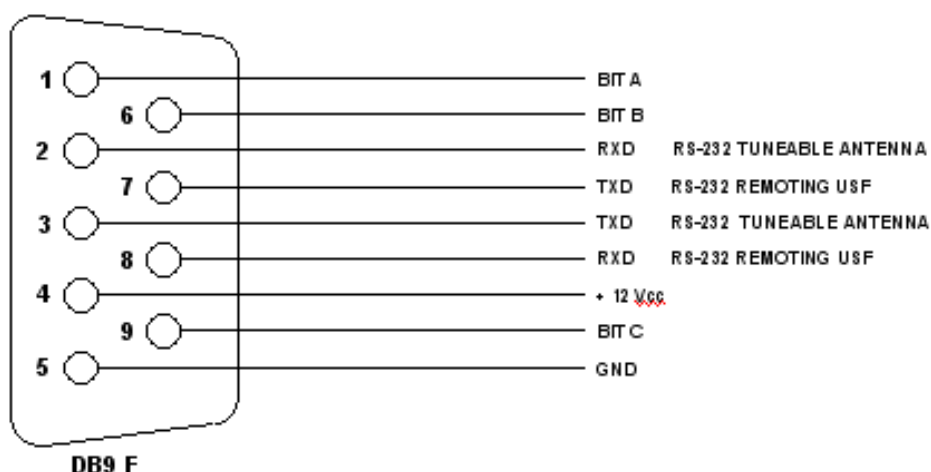 1 BIT A
6 BIT B
2 RXD RS-232 TUNEABLE ANTENNA
7 TXD RS-232 REMOTING USF
3 TXD RS-232 TUNEABLE ANTENNA
8 RXD RS-232 REMOTING USF
4 + 12 Vcc
9 BIT C
5 GND
DB9 F